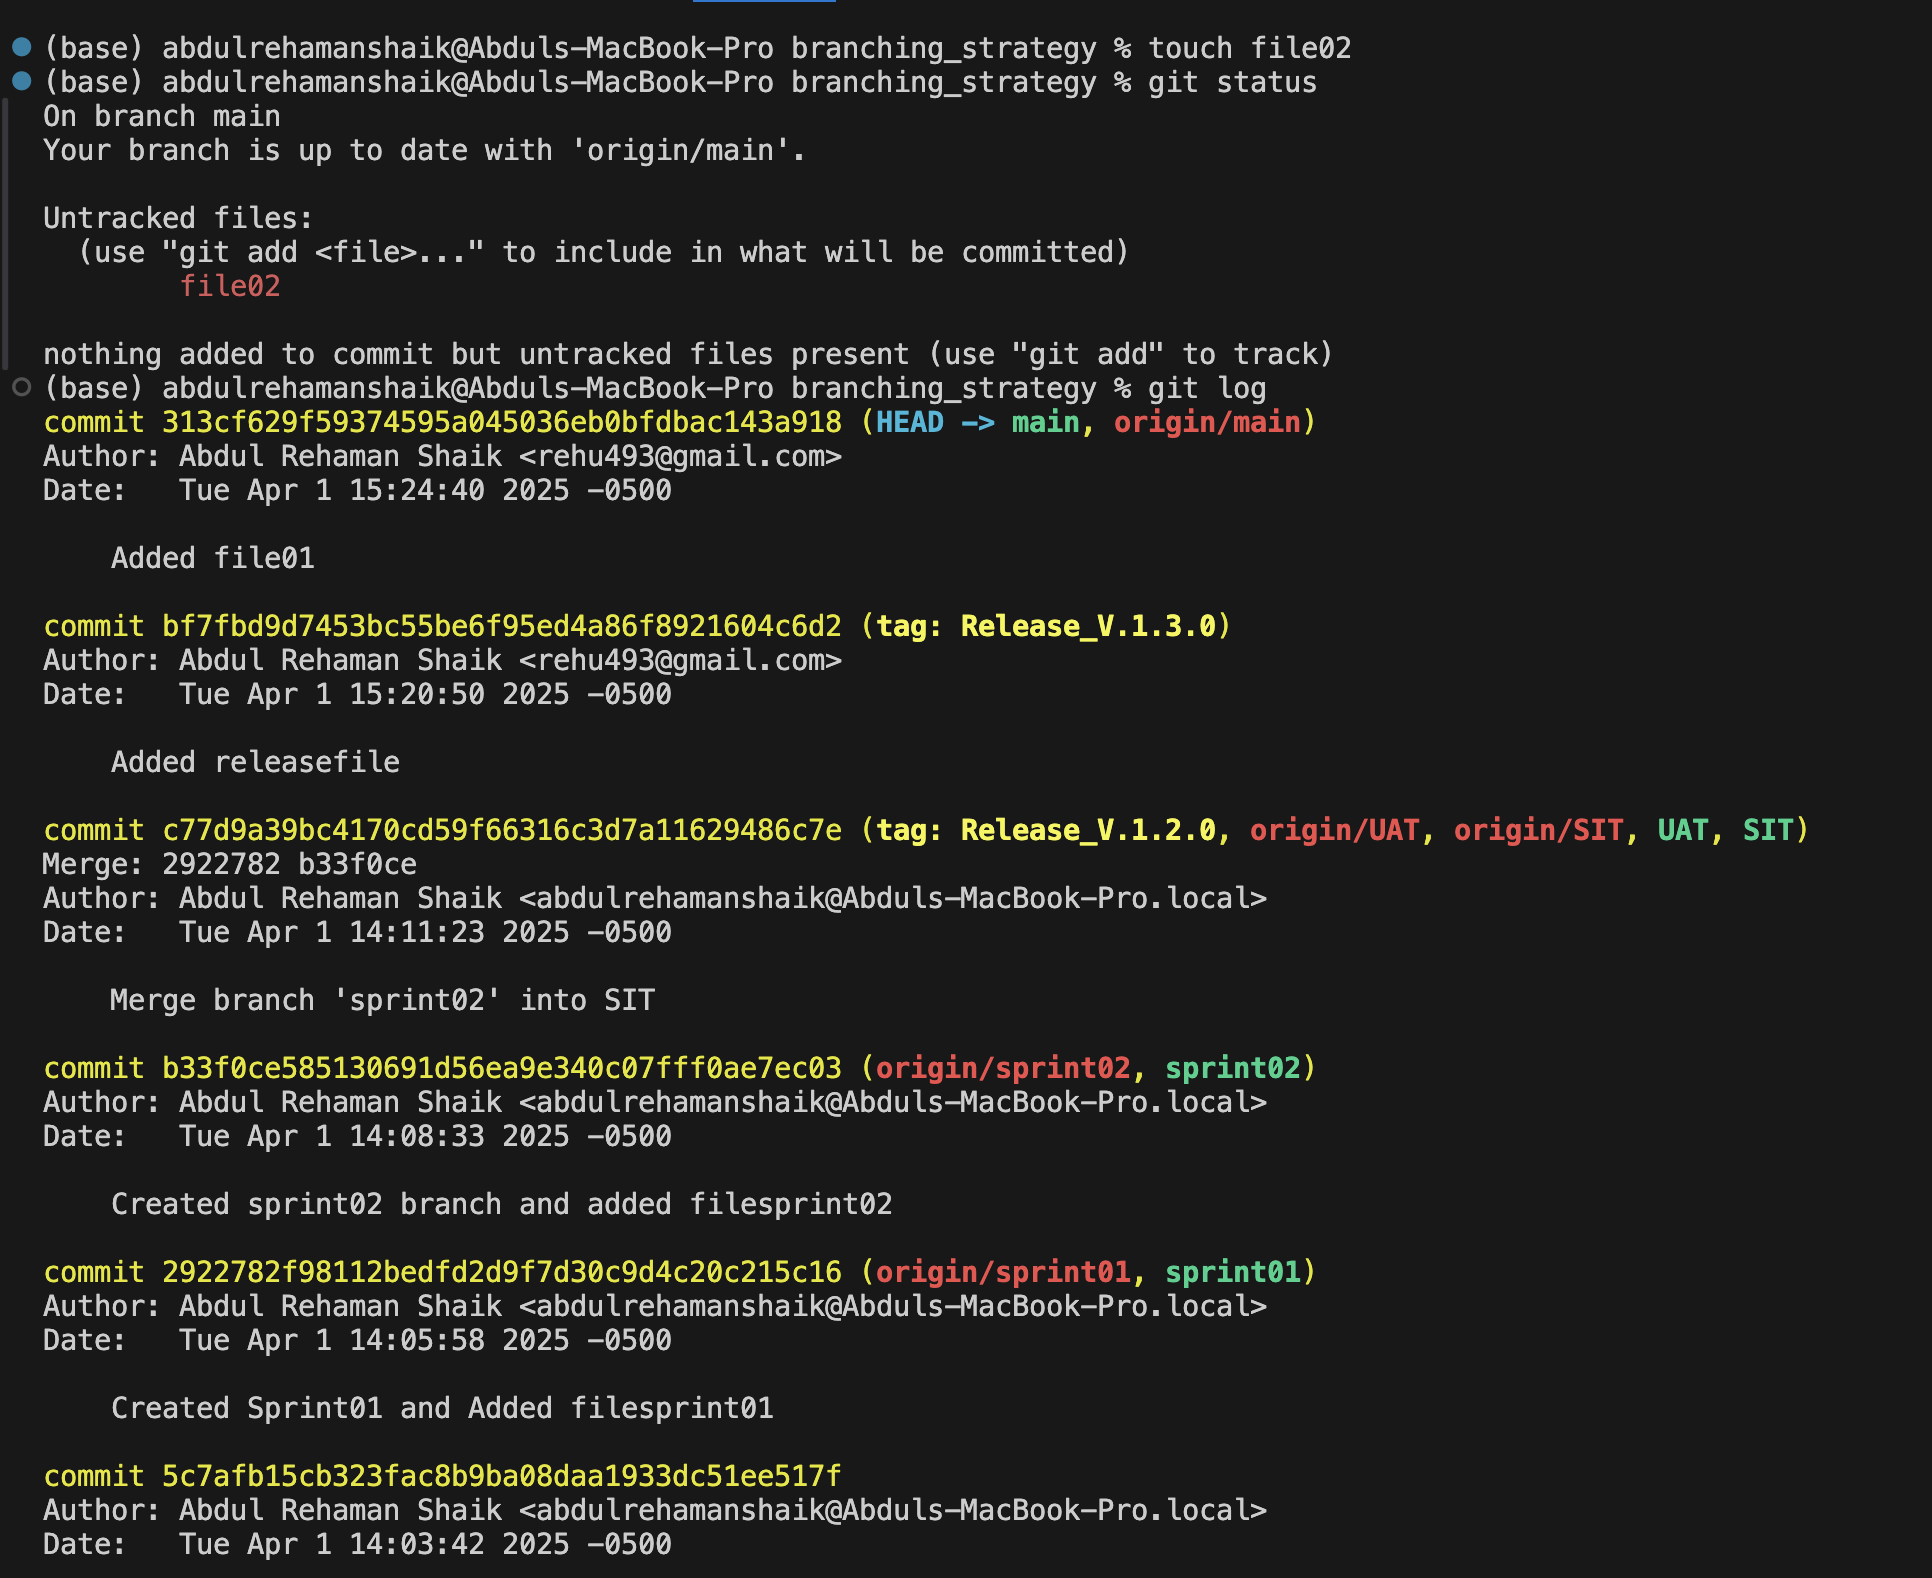 (base) abdulrehamanshaik@Abduls-MacBook-Pro branching_strategy % touch file02
(base) abdulrehamanshaik@Abduls-MacBook-Pro branching_strategy % git status
On branch main
Your branch is up to date with 'origin/main'.
Untracked files:
  (use "git add <file>..." to include in what will be committed)
        file02
nothing added to commit but untracked files present (use "git add" to track)
(base) abdulrehamanshaik@Abduls-MacBook-Pro branching_strategy % git log
commit 313cf629f59374595a045036eb0bfdbac143a918 (HEAD -> main, origin/main)
Author: Abdul Rehaman Shaik <rehu493@gmail.com>
Date:   Tue Apr 1 15:24:40 2025 -0500
    Added file01
commit bf7fbd9d7453bc55be6f95ed4a86f8921604c6d2 (tag: Release_V.1.3.0)
Author: Abdul Rehaman Shaik <rehu493@gmail.com>
Date:   Tue Apr 1 15:20:50 2025 -0500
    Added releasefile
commit c77d9a39bc4170cd59f66316c3d7a11629486c7e (tag: Release_V.1.2.0, origin/UAT, origin/SIT, UAT, SIT)
Merge: 2922782 b33f0ce
Author: Abdul Rehaman Shaik <abdulrehamanshaik@Abduls-MacBook-Pro.local>
Date:   Tue Apr 1 14:11:23 2025 -0500
    Merge branch 'sprint02' into SIT
commit b33f0ce585130691d56ea9e340c07fff0ae7ec03 (origin/sprint02, sprint02)
Author: Abdul Rehaman Shaik <abdulrehamanshaik@Abduls-MacBook-Pro.local>
Date:   Tue Apr 1 14:08:33 2025 -0500
    Created sprint02 branch and added filesprint02
commit 2922782f98112bedfd2d9f7d30c9d4c20c215c16 (origin/sprint01, sprint01)
Author: Abdul Rehaman Shaik <abdulrehamanshaik@Abduls-MacBook-Pro.local>
Date:   Tue Apr 1 14:05:58 2025 -0500
    Created Sprint01 and Added filesprint01
commit 5c7afb15cb323fac8b9ba08daa1933dc51ee517f
Author: Abdul Rehaman Shaik <abdulrehamanshaik@Abduls-MacBook-Pro.local>
Date:   Tue Apr 1 14:03:42 2025 -0500